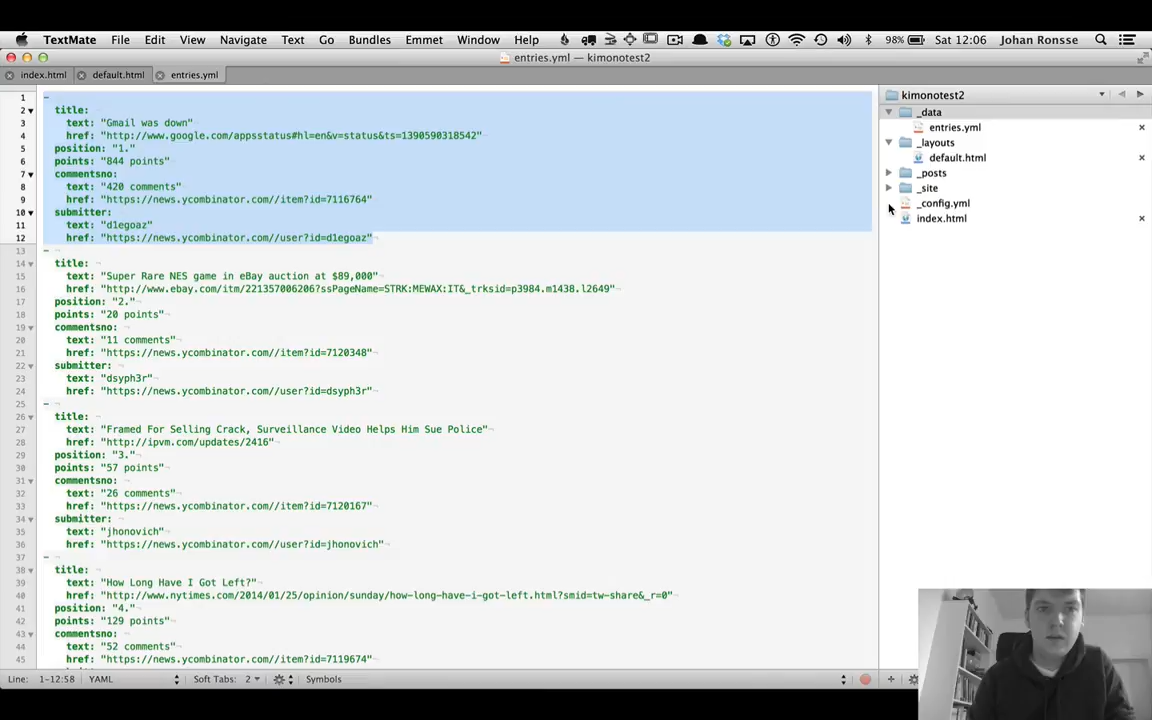 TextMate File Edit View Navigate Text Go Bundles Emmet Window Help 98% Sat 12:06 Johan Ronsse
entries.yml — kimonotest2
index.html default.html entries.yml
1 -
2 title:
3 text: "Gmail was down"
4 href: "http://www.google.com/appsstatus#hl=en&v=status&ts=1390590318542"
5 position: "1."
6 points: "844 points"
7 commentsno:
8 text: "420 comments"
9 href: "https://news.ycombinator.com//item?id=7116764"
10 submitter:
11 text: "d1egoaz"
12 href: "https://news.ycombinator.com//user?id=d1egoaz"
13 -
14 title:
15 text: "Super Rare NES game in eBay auction at $89,000"
16 href: "http://www.ebay.com/itm/221357006206?ssPageName=STRK:MEWAX:IT&_trksid=p3984.m1438.l2649"
17 position: "2."
18 points: "20 points"
19 commentsno:
20 text: "11 comments"
21 href: "https://news.ycombinator.com//item?id=7120348"
22 submitter:
23 text: "dsyph3r"
24 href: "https://news.ycombinator.com//user?id=dsyph3r"
25 -
26 title:
27 text: "Framed For Selling Crack, Surveillance Video Helps Him Sue Police"
28 href: "http://ipvm.com/updates/2416"
29 position: "3."
30 points: "57 points"
31 commentsno:
32 text: "26 comments"
33 href: "https://news.ycombinator.com//item?id=7120167"
34 submitter:
35 text: "jhonovich"
36 href: "https://news.ycombinator.com//user?id=jhonovich"
37 -
38 title:
39 text: "How Long Have I Got Left?"
40 href: "http://www.nytimes.com/2014/01/25/opinion/sunday/how-long-have-i-got-left.html?smid=tw-share&_r=0"
41 position: "4."
42 points: "129 points"
43 commentsno:
44 text: "52 comments"
45 href: "https://news.ycombinator.com//item?id=7119674"
kimonotest2
_data
entries.yml
_layouts
default.html
_posts
_site
_config.yml
index.html
Line: 1-12:58 YAML Soft Tabs: 2 Symbols